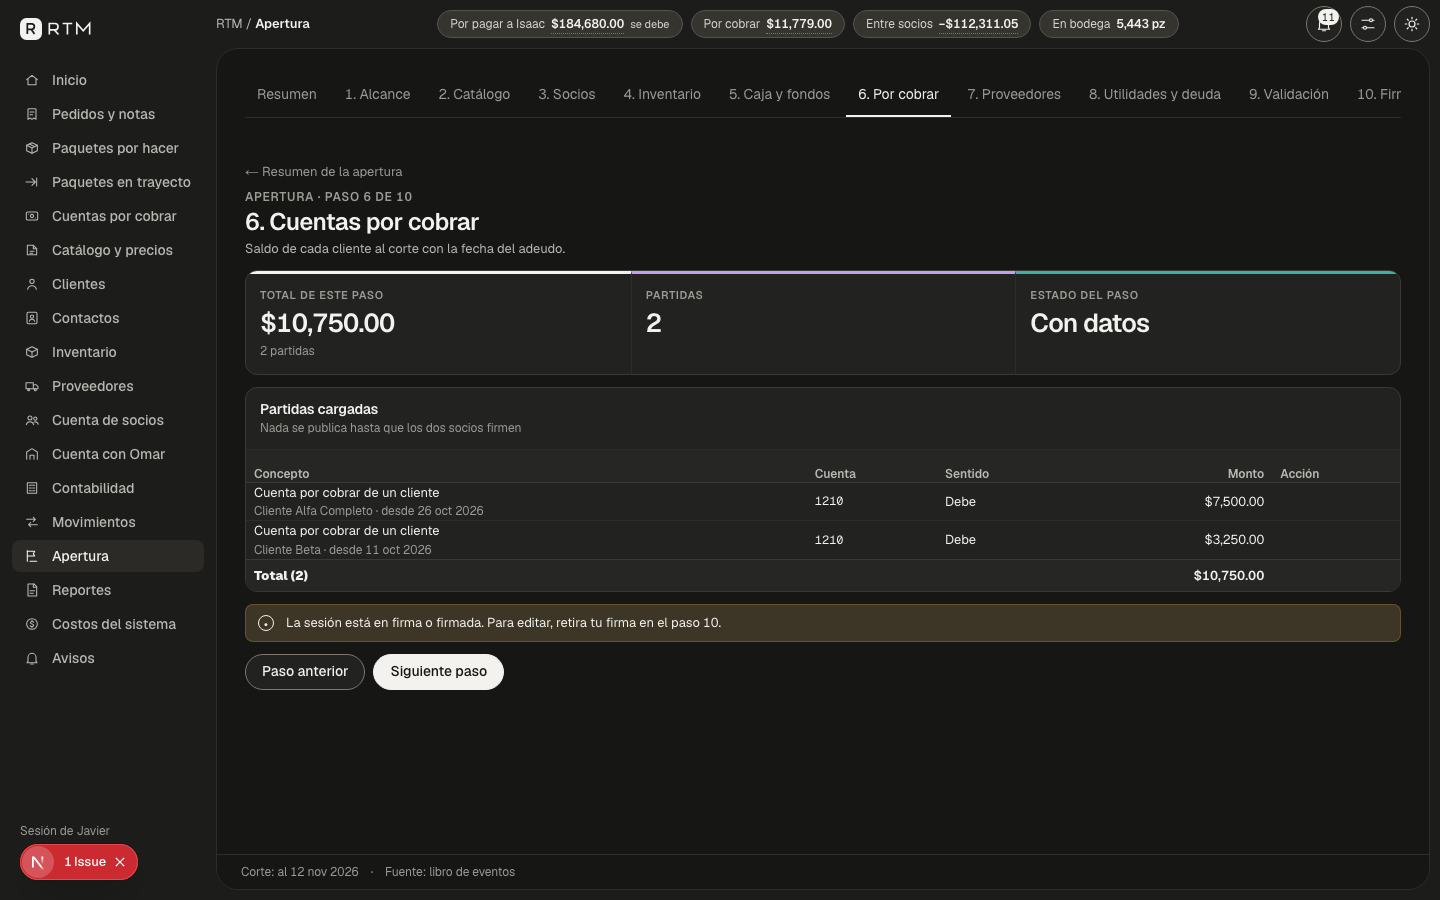 R RTM
RTM / Apertura
Por pagar a Isaac $184,680.00 se debe
Por cobrar $11,779.00
Entre socios −$112,311.05
En bodega 5,443 pz
11
Inicio
Pedidos y notas
Paquetes por hacer
Paquetes en trayecto
Cuentas por cobrar
Catálogo y precios
Clientes
Contactos
Inventario
Proveedores
Cuenta de socios
Cuenta con Omar
Contabilidad
Movimientos
Apertura
Reportes
Costos del sistema
Avisos
Sesión de Javier
N 1 Issue
Resumen
1. Alcance
2. Catálogo
3. Socios
4. Inventario
5. Caja y fondos
6. Por cobrar
7. Proveedores
8. Utilidades y deuda
9. Validación
10. Firr
← Resumen de la apertura
APERTURA · PASO 6 DE 10
6. Cuentas por cobrar
Saldo de cada cliente al corte con la fecha del adeudo.
TOTAL DE ESTE PASO
$10,750.00
2 partidas
PARTIDAS
2
ESTADO DEL PASO
Con datos
Partidas cargadas
Nada se publica hasta que los dos socios firmen
Concepto Cuenta Sentido Monto Acción
Cuenta por cobrar de un cliente 1210 Debe $7,500.00
Cliente Alfa Completo · desde 26 oct 2026
Cuenta por cobrar de un cliente 1210 Debe $3,250.00
Cliente Beta · desde 11 oct 2026
Total (2) $10,750.00
La sesión está en firma o firmada. Para editar, retira tu firma en el paso 10.
Paso anterior
Siguiente paso
Corte: al 12 nov 2026 · Fuente: libro de eventos